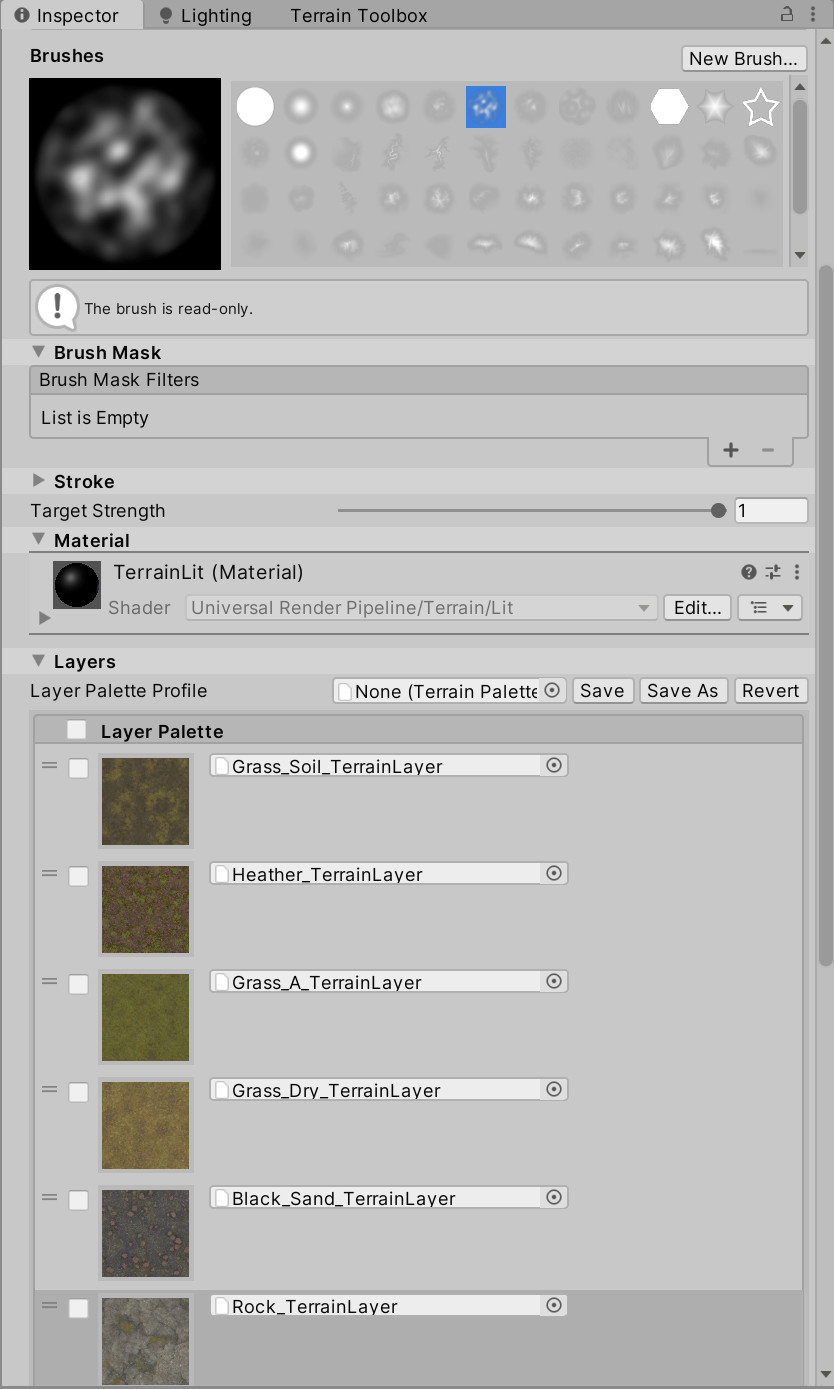 Inspector Lighting Terrain Toolbox
Brushes
New Brush...
The brush is read-only.
Brush Mask
Brush Mask Filters
List is Empty
Stroke
Target Strength 1
Material
TerrainLit (Material)
Shader Universal Render Pipeline/Terrain/Lit Edit...
Layers
Layer Palette Profile None (Terrain Palette Save Save As Revert
Layer Palette
Grass_Soil_TerrainLayer
Heather_TerrainLayer
Grass_A_TerrainLayer
Grass_Dry_TerrainLayer
Black_Sand_TerrainLayer
Rock_TerrainLayer